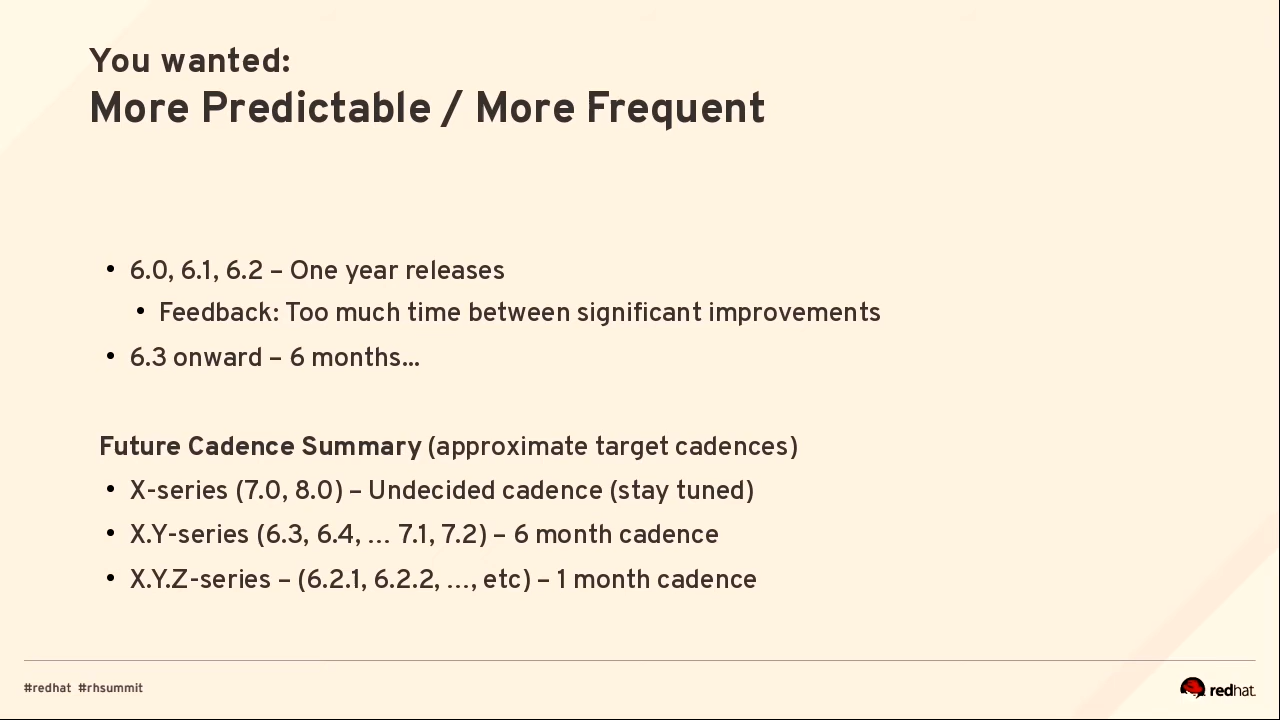 You wanted:
More Predictable / More Frequent
• 6.0, 6.1, 6.2 – One year releases
• Feedback: Too much time between significant improvements
• 6.3 onward – 6 months...
Future Cadence Summary (approximate target cadences)
• X-series (7.0, 8.0) – Undecided cadence (stay tuned)
• X.Y-series (6.3, 6.4, … 7.1, 7.2) – 6 month cadence
• X.Y.Z-series – (6.2.1, 6.2.2, …, etc) – 1 month cadence
#redhat #rhsummit
redhat.